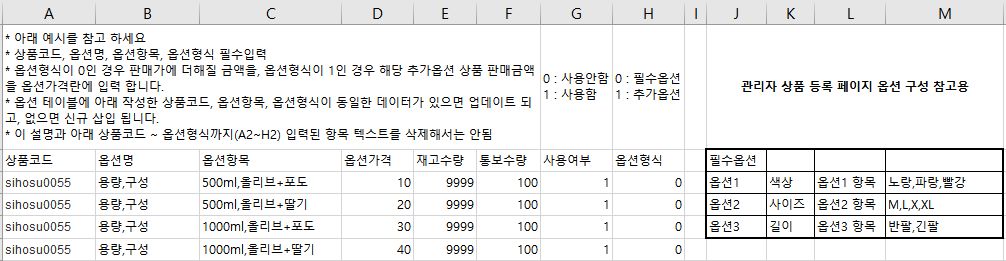 A B C D E F G H I J K L M
* 아래 예시를 참고 하세요
* 상품코드, 옵션명, 옵션항목, 옵션형식 필수입력
* 옵션형식이 0인 경우 판매가에 더해질 금액을, 옵션형식이 1인 경우 해당 추가옵션 상품 판매금액
을 옵션가격란에 입력 합니다.
* 옵션 테이블에 아래 작성한 상품코드, 옵션항목, 옵션형식이 동일한 데이터가 있으면 업데이트 되
고, 없으면 신규 삽입 됩니다.
* 이 설명과 아래 상품코드 ~ 옵션형식까지(A2~H2) 입력된 항목 텍스트를 삭제해서는 안됨
0 : 사용안함
1 : 사용함
0 : 필수옵션
1 : 추가옵션
관리자 상품 등록 페이지 옵션 구성 참고용
상품코드 옵션명 옵션항목 옵션가격 재고수량 통보수량 사용여부 옵션형식 필수옵션
sihosu0055 용량,구성 500ml,올리브+포도 10 9999 100 1 0 옵션1 색상 옵션1 항목 노랑,파랑,빨강
sihosu0055 용량,구성 500ml,올리브+딸기 20 9999 100 1 0 옵션2 사이즈 옵션2 항목 M,L,X,XL
sihosu0055 용량,구성 1000ml,올리브+포도 30 9999 100 1 0 옵션3 길이 옵션3 항목 반팔,긴팔
sihosu0055 용량,구성 1000ml,올리브+딸기 40 9999 100 1 0